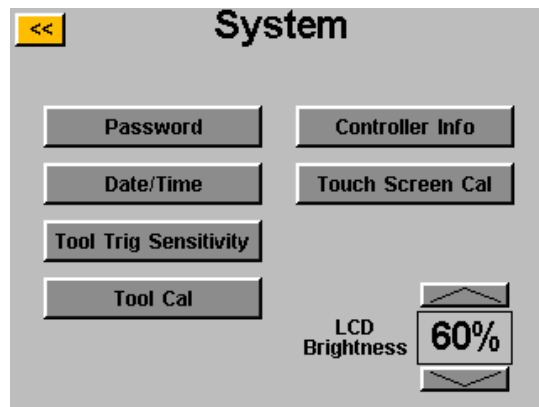 <<
System
Password
Controller Info
Date/Time
Touch Screen Cal
Tool Trig Sensitivity
Tool Cal
LCD
Brightness
60%